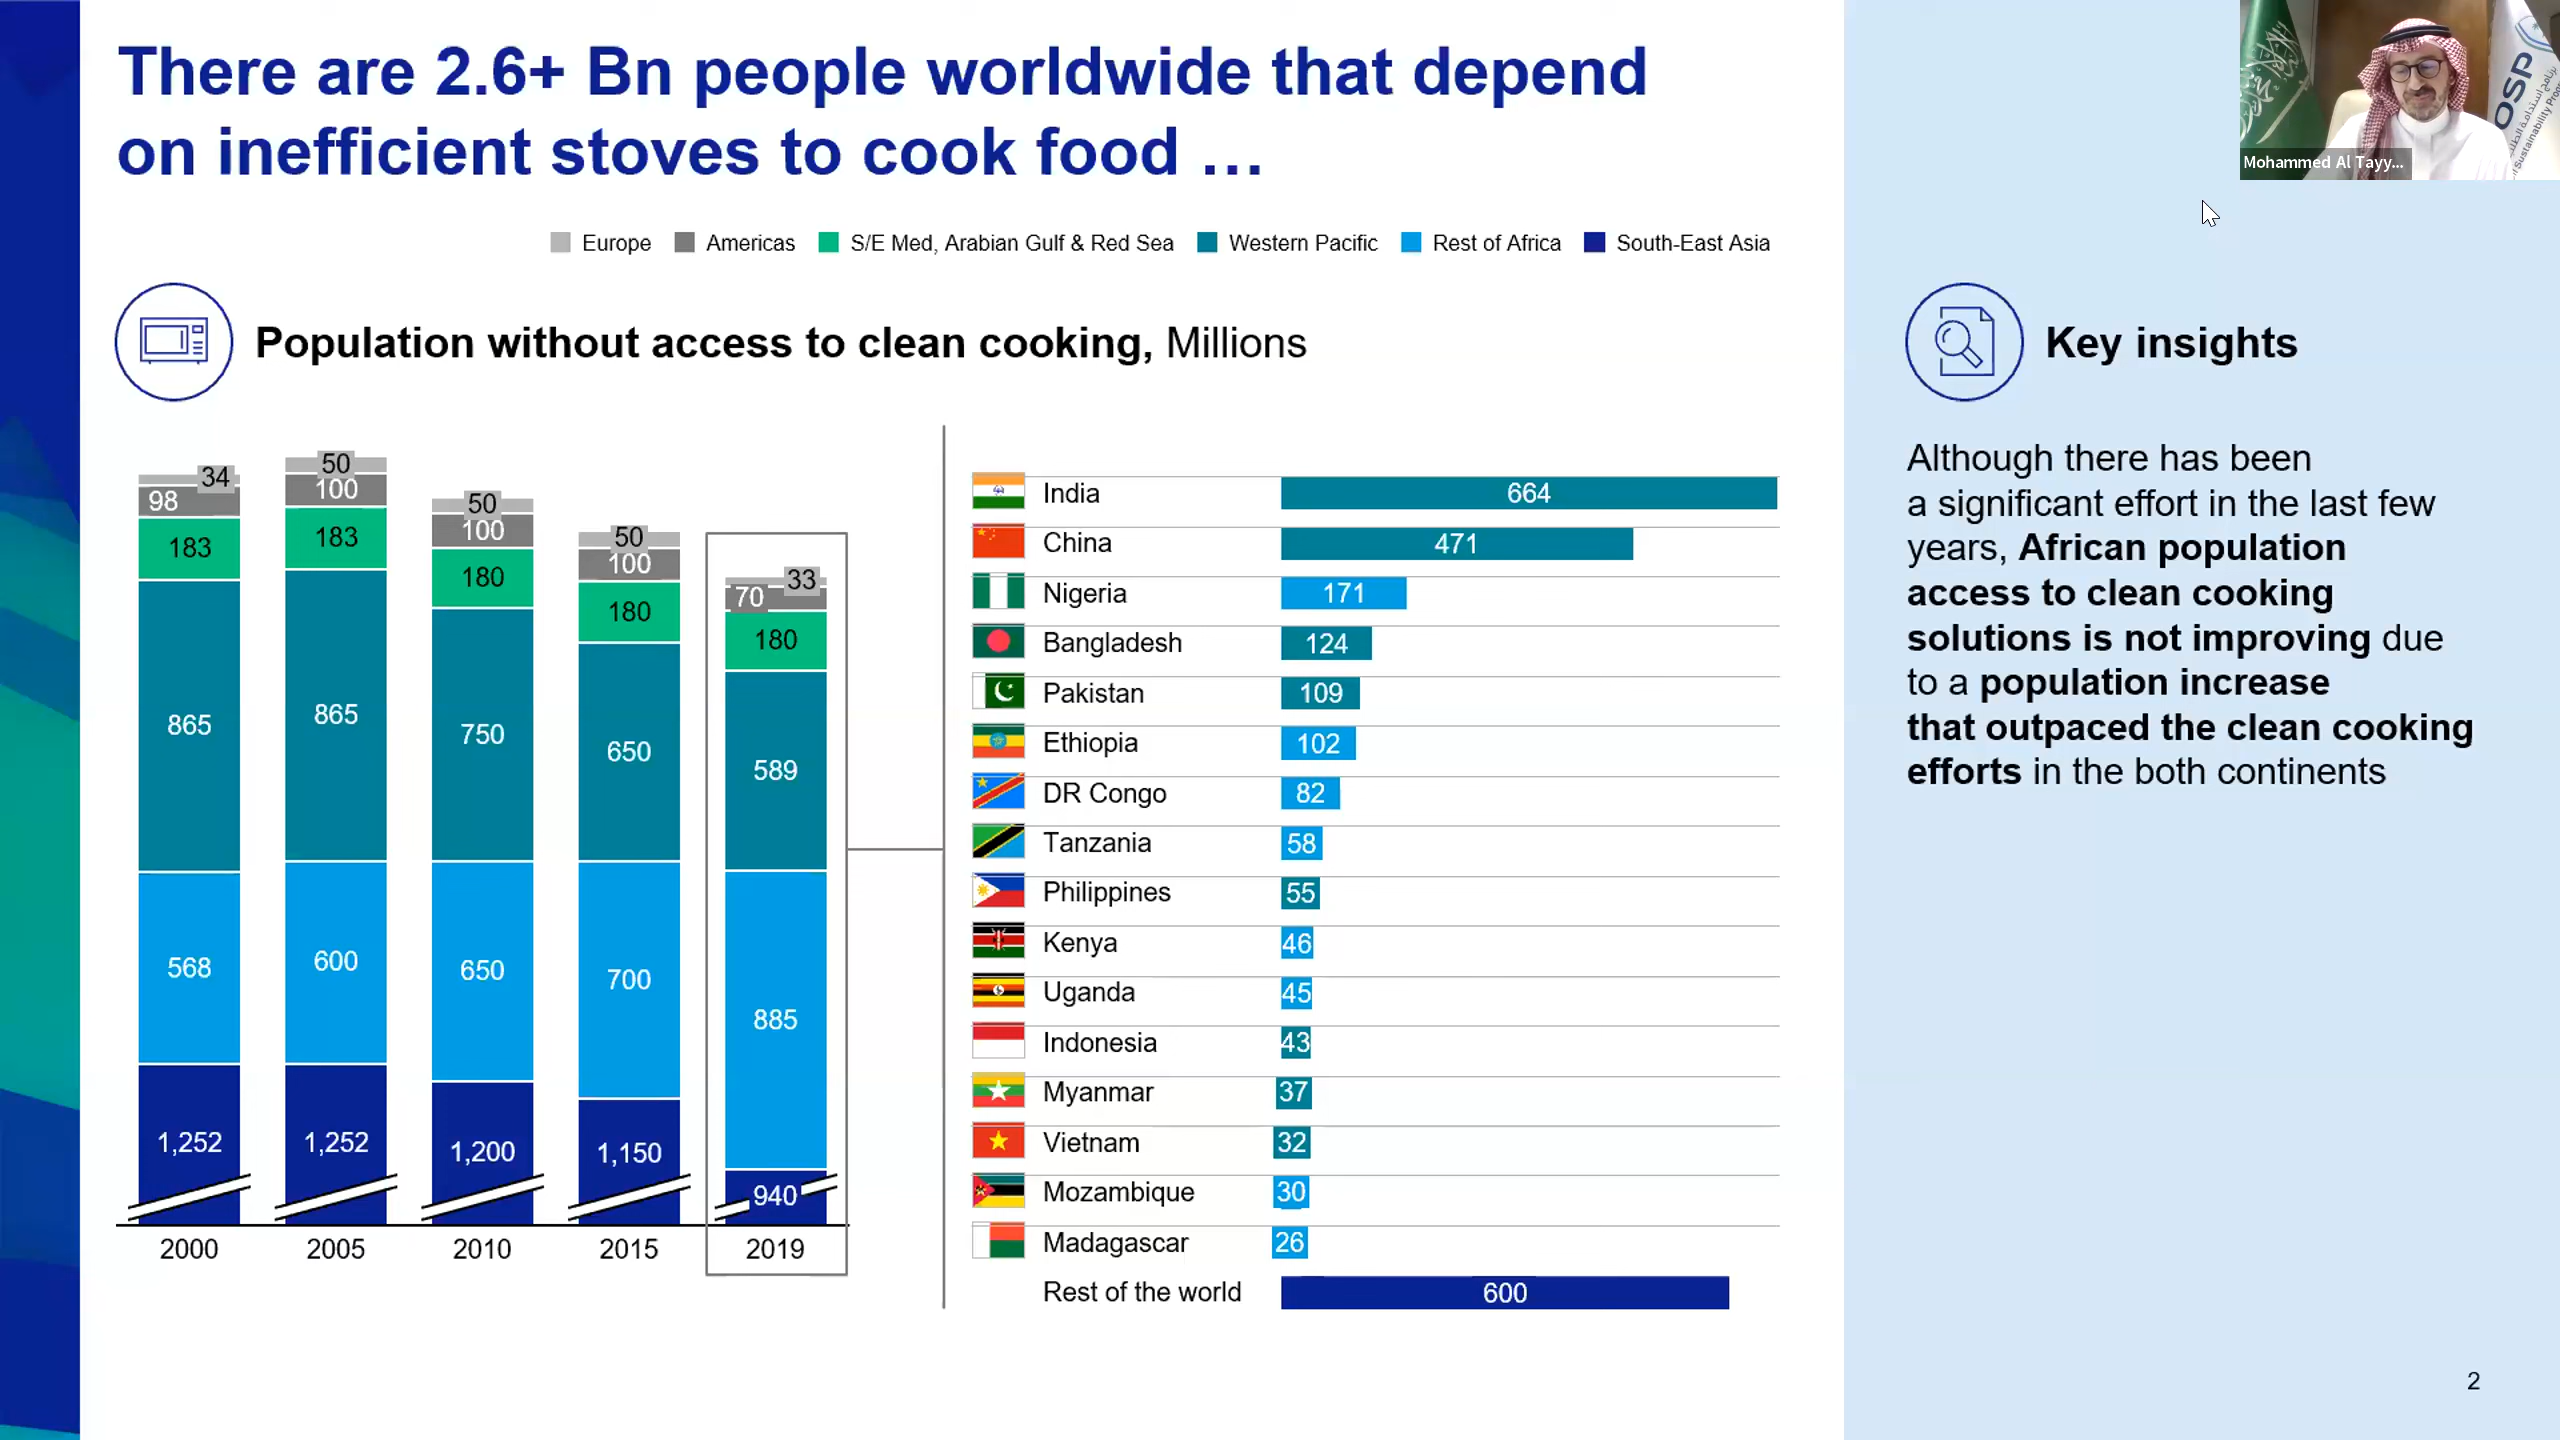 There are 2.6+ Bn people worldwide that depend
on inefficient stoves to cook food …
Mohammed Al Tayy...
OSP
Europe
Americas
S/E Med, Arabian Gulf & Red Sea
Western Pacific
Rest of Africa
South-East Asia
Population without access to clean cooking, Millions
34
98
183
865
568
1,252
2000
50
100
183
865
600
1,252
2005
50
100
180
750
650
1,200
2010
50
100
180
650
700
1,150
2015
33
70
180
589
885
940
2019
India 664
China 471
Nigeria 171
Bangladesh 124
Pakistan 109
Ethiopia 102
DR Congo 82
Tanzania 58
Philippines 55
Kenya 46
Uganda 45
Indonesia 43
Myanmar 37
Vietnam 32
Mozambique 30
Madagascar 26
Rest of the world 600
Key insights
Although there has been
a significant effort in the last few
years, African population
access to clean cooking
solutions is not improving due
to a population increase
that outpaced the clean cooking
efforts in the both continents
2